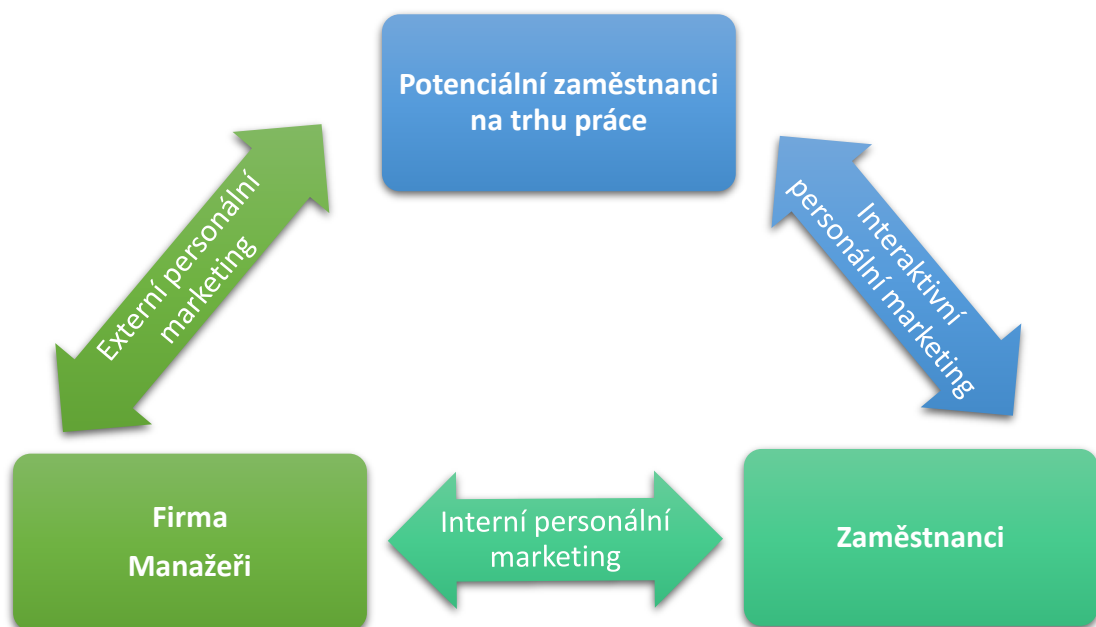 Potenciální zaměstnanci
na trhu práce
Externí personální
marketing
Interaktivní
personální marketing
Firma
Manažeři
Interní personální
marketing
Zaměstnanci